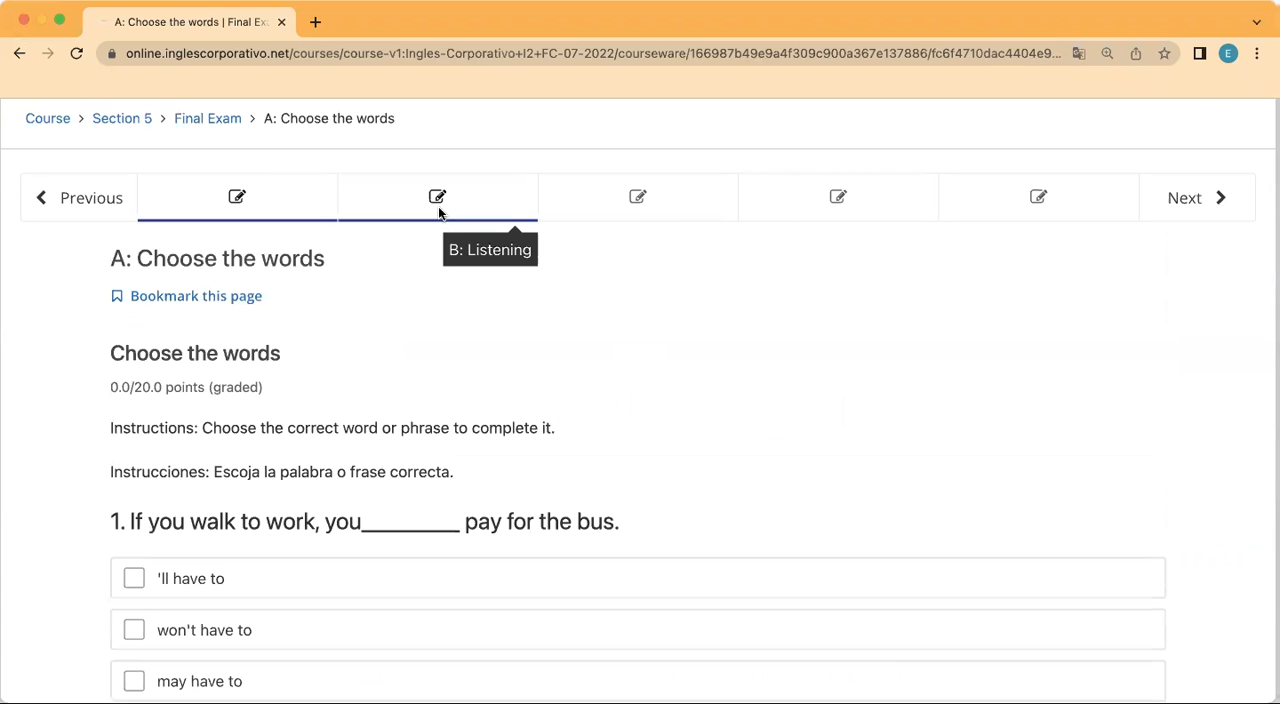 A: Choose the words | Final Ex
online.inglescorporativo.net/courses/course-v1:Ingles-Corporativo+I2+FC-07-2022/courseware/166987b49e9a4f309c900a367e137886/fc6f4710dac4404e9...
E
Course > Section 5 > Final Exam > A: Choose the words
Previous
Next
B: Listening
A: Choose the words
Bookmark this page
Choose the words
0.0/20.0 points (graded)
Instructions: Choose the correct word or phrase to complete it.
Instrucciones: Escoja la palabra o frase correcta.
1. If you walk to work, you_________ pay for the bus.
'll have to
won't have to
may have to